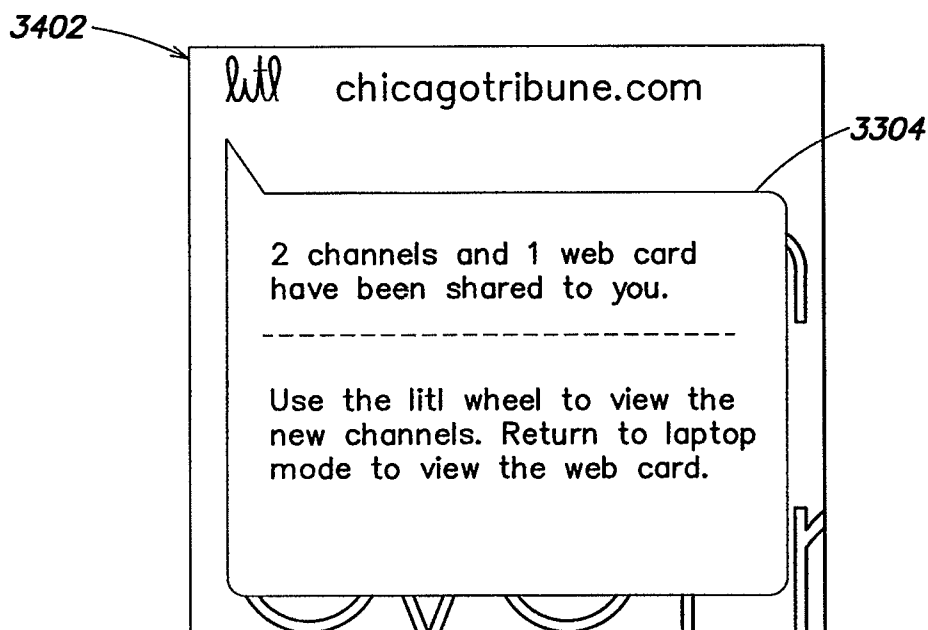 3402
litl chicagotribune.com
3304
2 channels and 1 web card
have been shared to you.
Use the litl wheel to view the
new channels. Return to laptop
mode to view the web card.